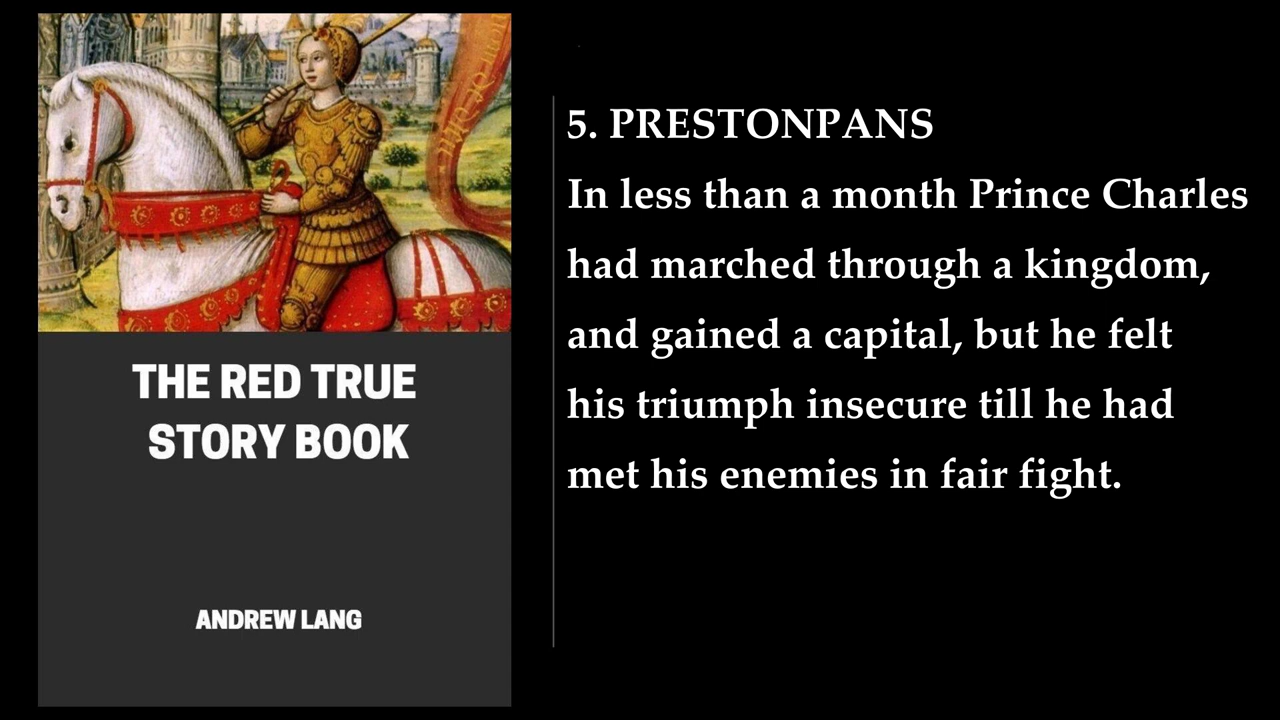 THE RED TRUE
STORY BOOK
ANDREW LANG
5. PRESTONPANS
In less than a month Prince Charles
had marched through a kingdom,
and gained a capital, but he felt
his triumph insecure till he had
met his enemies in fair fight.